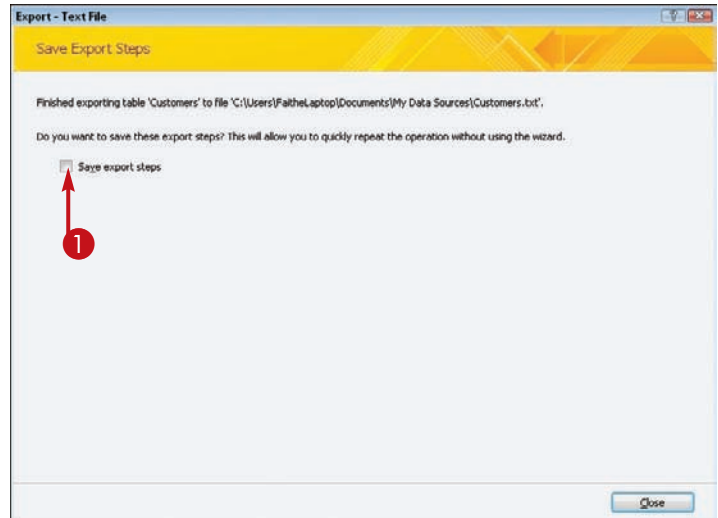 Export - Text File
Save Export Steps
Finished exporting table 'Customers' to file 'C:\Users\FaitheLaptop\Documents\My Data Sources\Customers.txt'.
Do you want to save these export steps? This will allow you to quickly repeat the operation without using the wizard.
Save export steps
1
Close